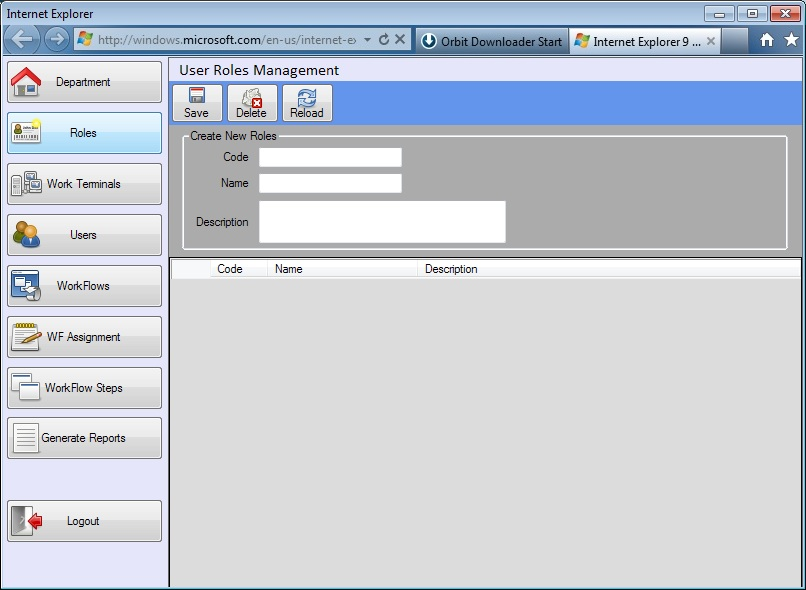 Internet Explorer
http://windows.microsoft.com/en-us/internet-ex
Orbit Downloader Start
Internet Explorer 9 ...
Department
Roles
Work Terminals
Users
WorkFlows
WF Assignment
WorkFlow Steps
Generate Reports
Logout
User Roles Management
Save
Delete
Reload
Create New Roles
Code
Name
Description
Code Name Description